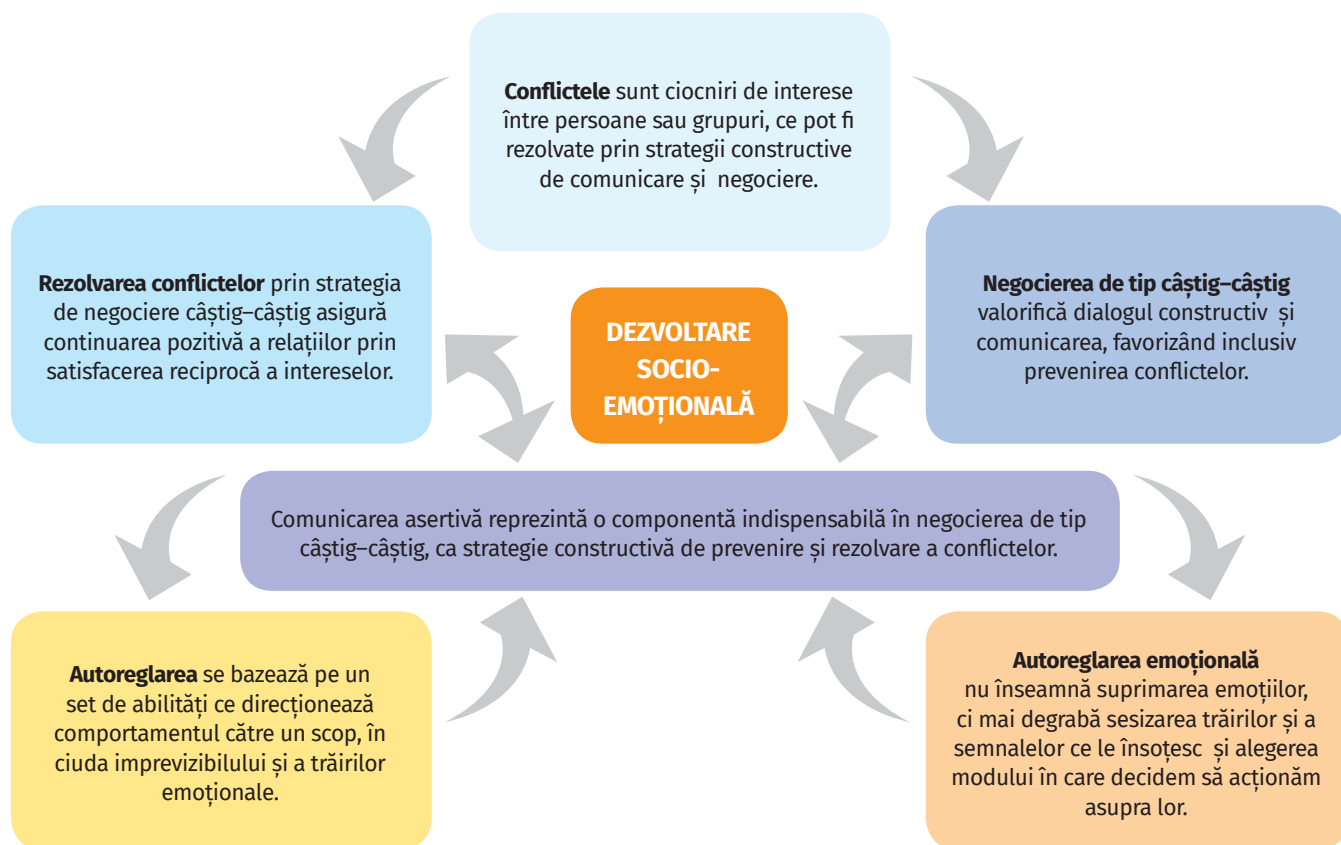 Conflictele sunt ciocniri de interese
între persoane sau grupuri, ce pot fi
rezolvate prin strategii constructive
de comunicare și negociere.
Rezolvarea conflictelor prin strategia
de negociere câștig–câștig asigură
continuarea pozitivă a relațiilor prin
satisfacerea reciprocă a intereselor.
DEZVOLTARE
SOCIO-
EMOȚIONALĂ
Negocierea de tip câștig–câștig
valorifică dialogul constructiv și
comunicarea, favorizând inclusiv
prevenirea conflictelor.
Comunicarea asertivă reprezintă o componentă indispensabilă în negocierea de tip
câștig–câștig, ca strategie constructivă de prevenire și rezolvare a conflictelor.
Autoreglarea se bazează pe un
set de abilități ce direcționează
comportamentul către un scop, în
ciuda imprevizibilului și a trăirilor
emoționale.
Autoreglarea emoțională
nu înseamnă suprimarea emoțiilor,
ci mai degrabă sesizarea trăirilor și a
semnalelor ce le însoțesc și alegerea
modului în care decidem să acționăm
asupra lor.